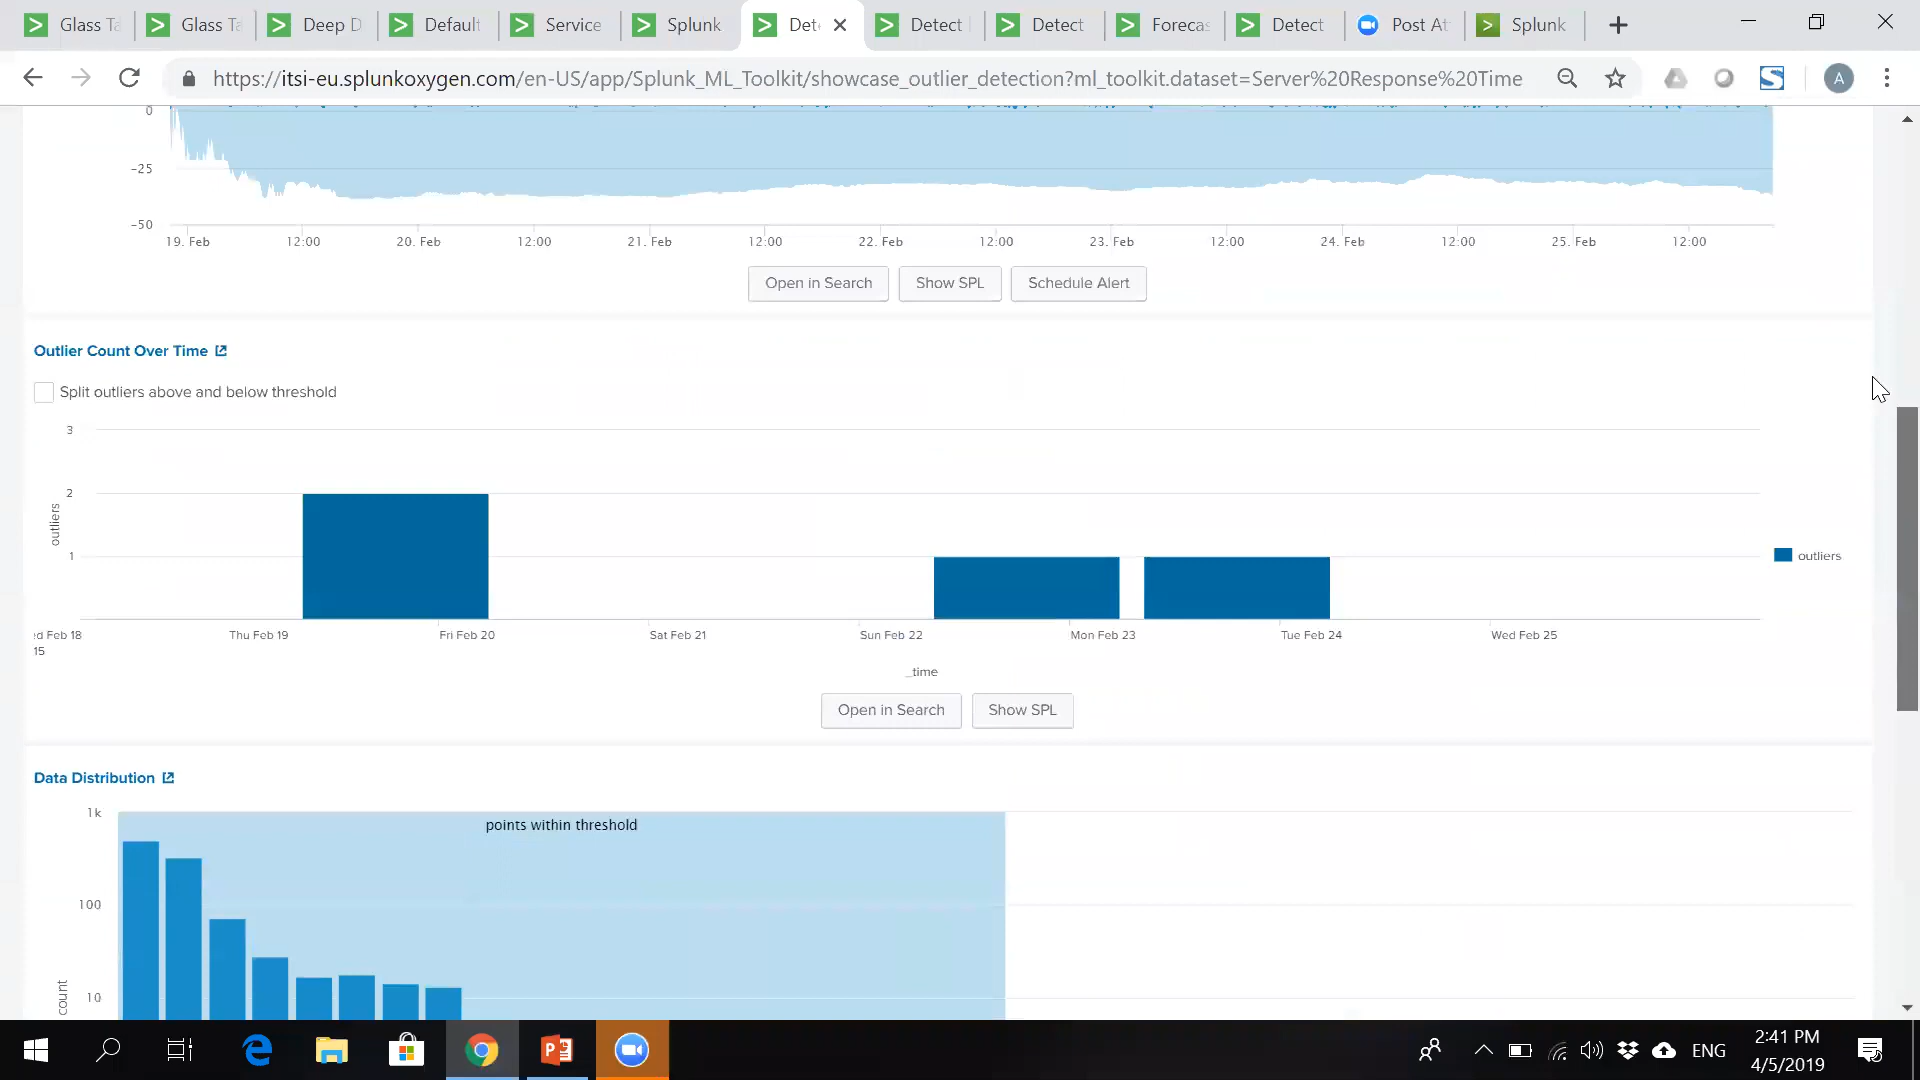 Glass Ta
Glass Ta
Deep D
Default
Service
Splunk
Det
Detect
Detect
Forecas
Detect
Post At
Splunk
https://itsi-eu.splunkoxygen.com/en-US/app/Splunk_ML_Toolkit/showcase_outlier_detection?ml_toolkit.dataset=Server%20Response%20Time
A
0
-25
-50
19. Feb 12:00 20. Feb 12:00 21. Feb 12:00 22. Feb 12:00 23. Feb 12:00 24. Feb 12:00 25. Feb 12:00
Open in Search Show SPL Schedule Alert
Outlier Count Over Time
Split outliers above and below threshold
3
2
1
outliers
outliers
ed Feb 18 Thu Feb 19 Fri Feb 20 Sat Feb 21 Sun Feb 22 Mon Feb 23 Tue Feb 24 Wed Feb 25
15
_time
Open in Search Show SPL
Data Distribution
1k
points within threshold
100
10
count
ENG
2:41 PM
4/5/2019